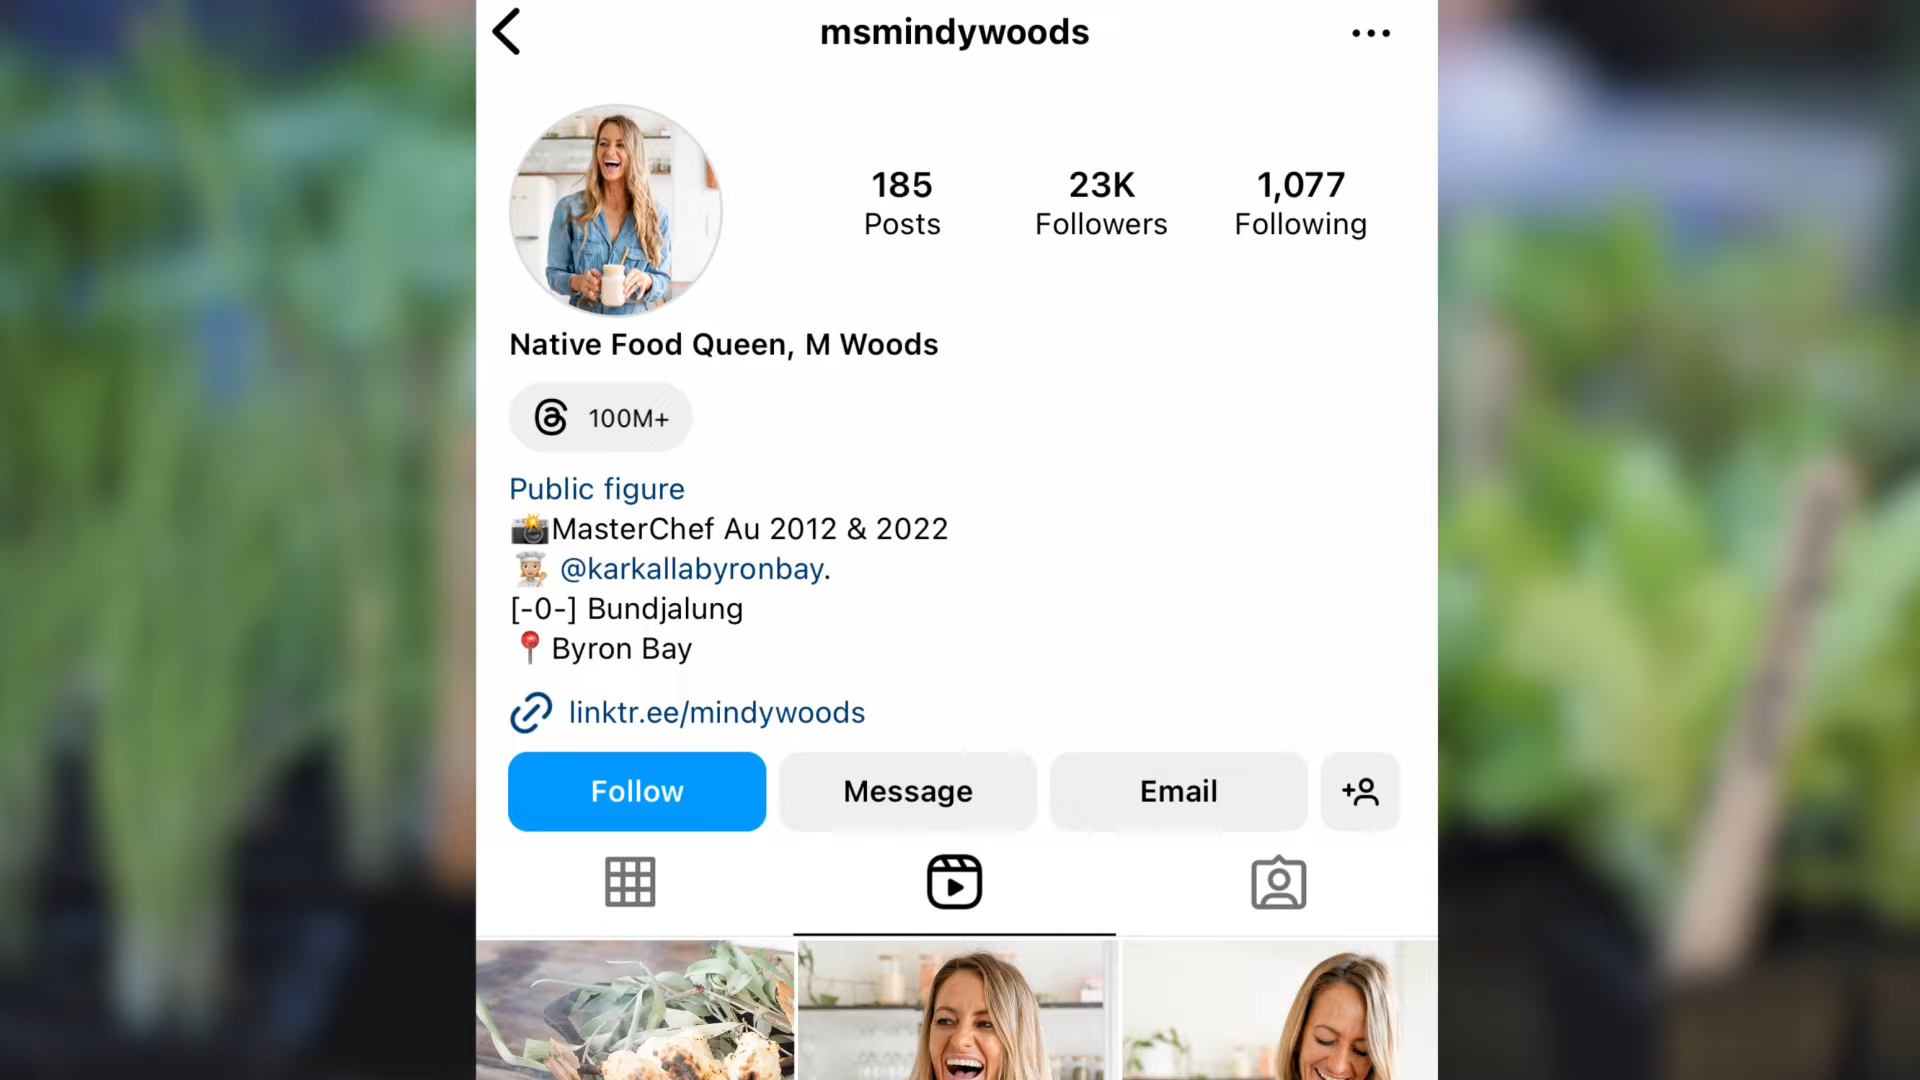 msmindywoods
185 23K 1,077
Posts Followers Following
Native Food Queen, M Woods
100M+
Public figure
📸MasterChef Au 2012 & 2022
👩🏼‍🍳 @karkallabyronbay.
[-0-] Bundjalung
📍Byron Bay
linktr.ee/mindywoods
Follow Message Email